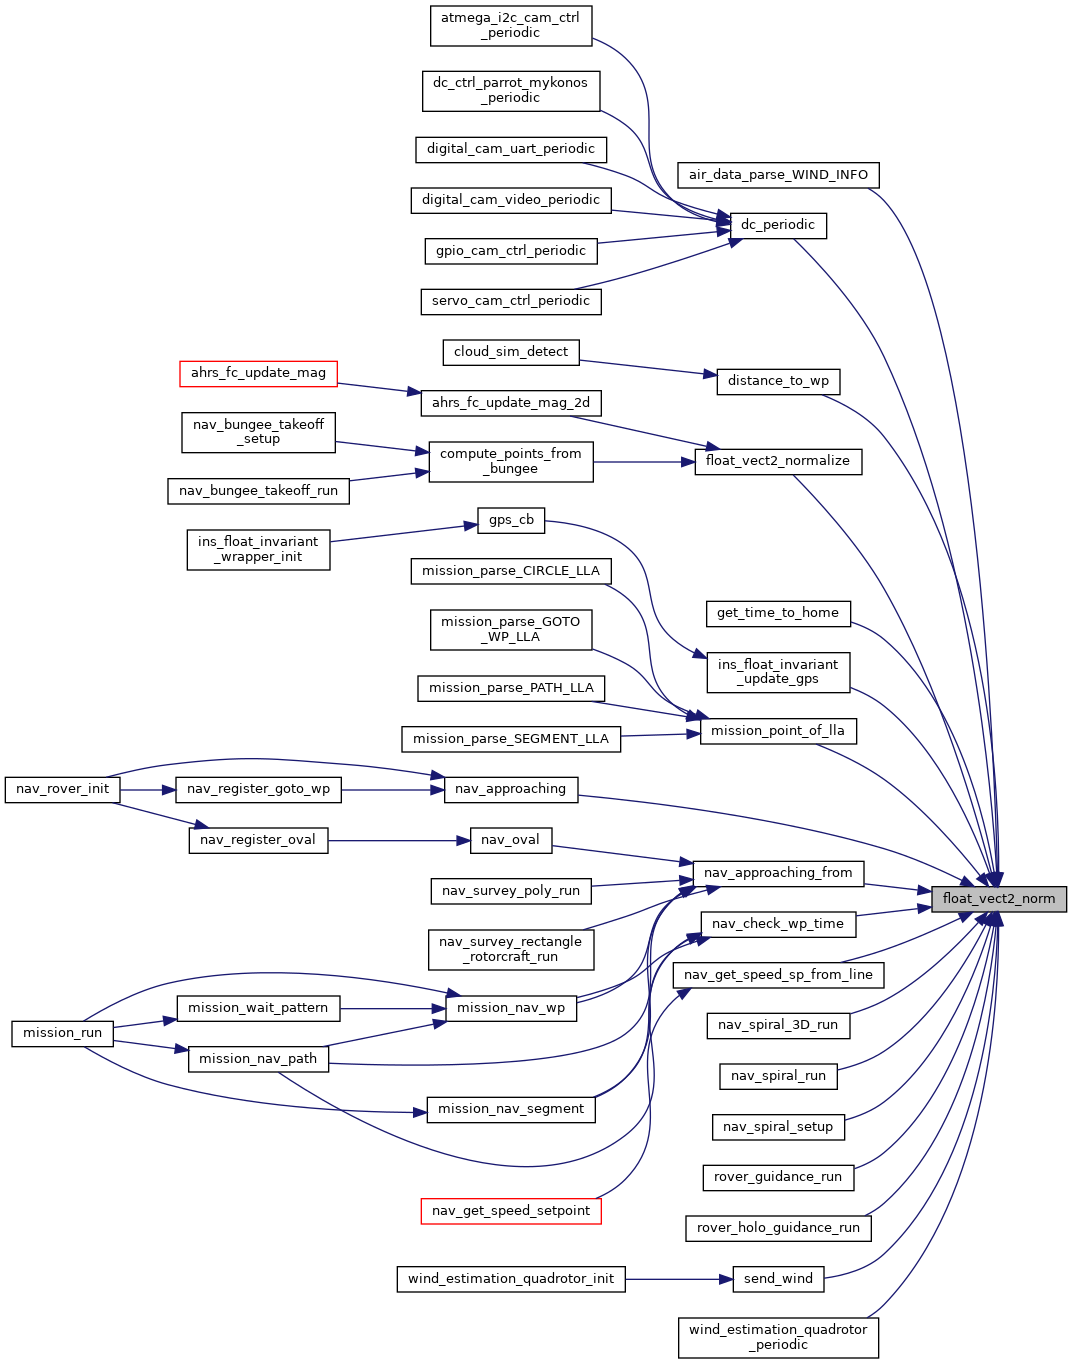 atmega_i2c_cam_ctrl
_periodic
dc_ctrl_parrot_mykonos
_periodic
digital_cam_uart_periodic
air_data_parse_WIND_INFO
digital_cam_video_periodic
dc_periodic
gpio_cam_ctrl_periodic
servo_cam_ctrl_periodic
cloud_sim_detect
ahrs_fc_update_mag
distance_to_wp
ahrs_fc_update_mag_2d
nav_bungee_takeoff
_setup
compute_points_from
_bungee
float_vect2_normalize
nav_bungee_takeoff_run
gps_cb
ins_float_invariant
_wrapper_init
mission_parse_CIRCLE_LLA
get_time_to_home
mission_parse_GOTO
_WP_LLA
ins_float_invariant
_update_gps
mission_parse_PATH_LLA
mission_point_of_lla
mission_parse_SEGMENT_LLA
nav_rover_init
nav_register_goto_wp
nav_approaching
nav_register_oval
nav_oval
nav_approaching_from
nav_survey_poly_run
float_vect2_norm
nav_check_wp_time
nav_survey_rectangle
_rotorcraft_run
nav_get_speed_sp_from_line
mission_wait_pattern
mission_nav_wp
nav_spiral_3D_run
mission_run
mission_nav_path
nav_spiral_run
mission_nav_segment
nav_spiral_setup
rover_guidance_run
nav_get_speed_setpoint
rover_holo_guidance_run
wind_estimation_quadrotor_init
send_wind
wind_estimation_quadrotor
_periodic